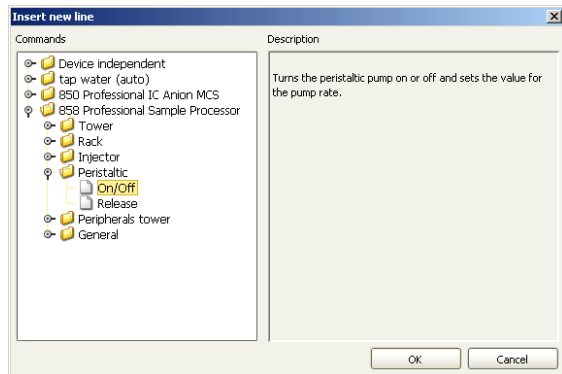 Insert new line
Commands
Description
Device independent
tap water (auto)
850 Professional IC Anion MCS
858 Professional Sample Processor
Tower
Rack
Injector
Peristaltic
On/Off
Release
Peripherals tower
General
Turns the peristaltic pump on or off and sets the value for
the pump rate.
OK
Cancel